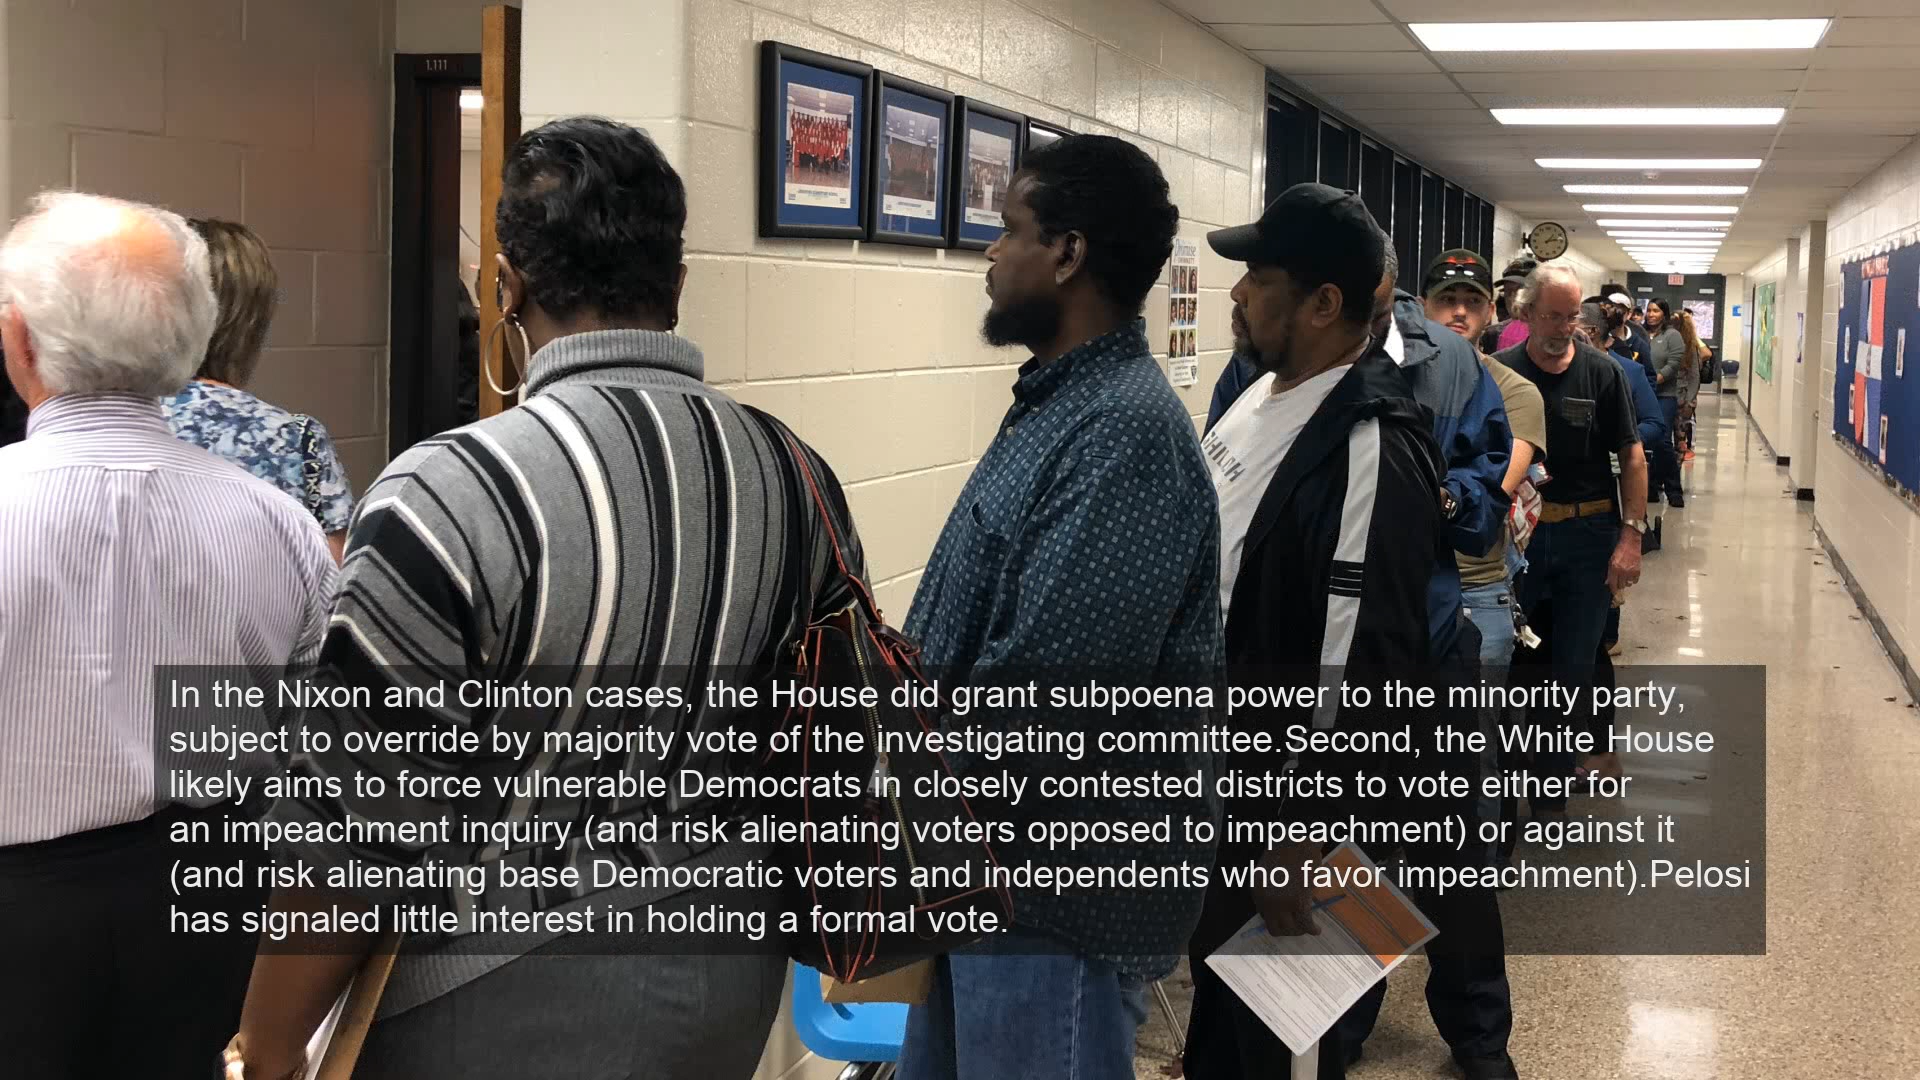 1.111
In the Nixon and Clinton cases, the House did grant subpoena power to the minority party,
subject to override by majority vote of the investigating committee.Second, the White House
likely aims to force vulnerable Democrats in closely contested districts to vote either for
an impeachment inquiry (and risk alienating voters opposed to impeachment) or against it
(and risk alienating base Democratic voters and independents who favor impeachment).Pelosi
has signaled little interest in holding a formal vote.